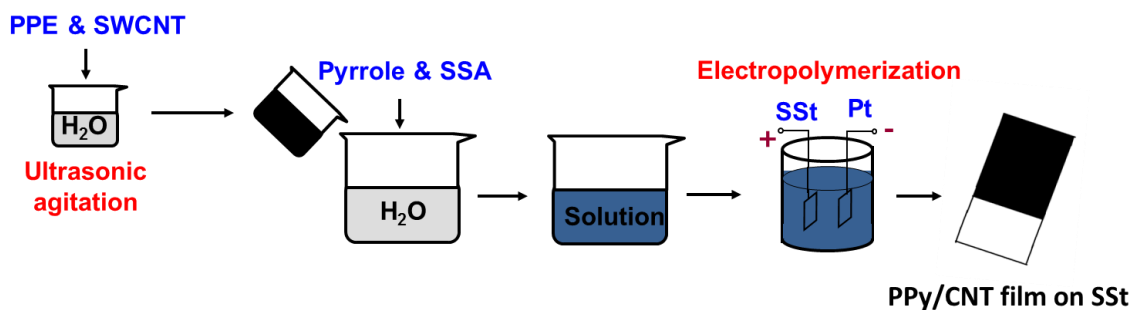 PPE & SWCNT
H₂O
Ultrasonic
agitation
Pyrrole & SSA
H₂O
Solution
Electropolymerization
SSt
Pt
+
-
PPy/CNT film on SSt